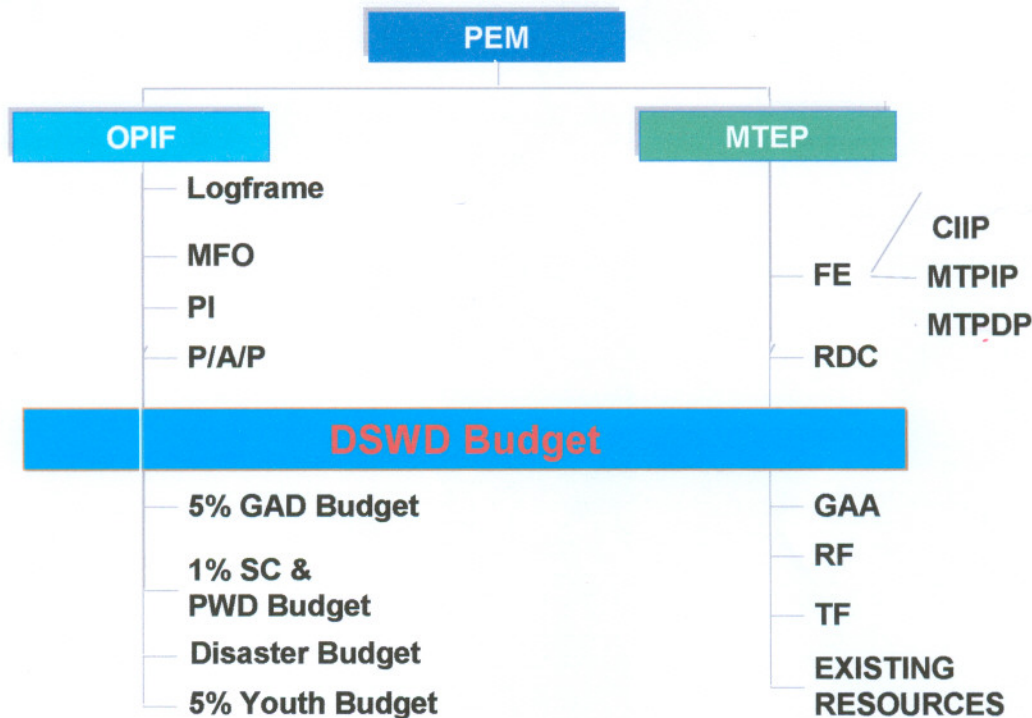 PEM
OPIF
Logframe
MFO
PI
P/A/P
MTEP
FE
CIIP
MTPIP
MTPDP
RDC
DSWD Budget
5% GAD Budget
1% SC &
PWD Budget
Disaster Budget
5% Youth Budget
GAA
RF
TF
EXISTING
RESOURCES